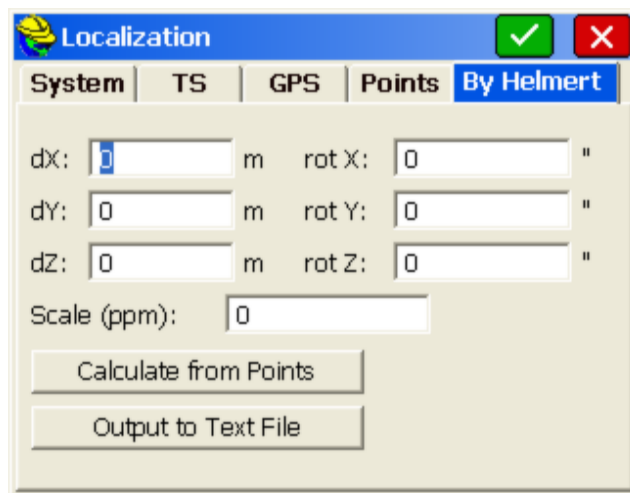 Localization
System TS GPS Points By Helmert
dX: 0 m rot X: 0 "
dY: 0 m rot Y: 0 "
dZ: 0 m rot Z: 0 "
Scale (ppm): 0
Calculate from Points
Output to Text File